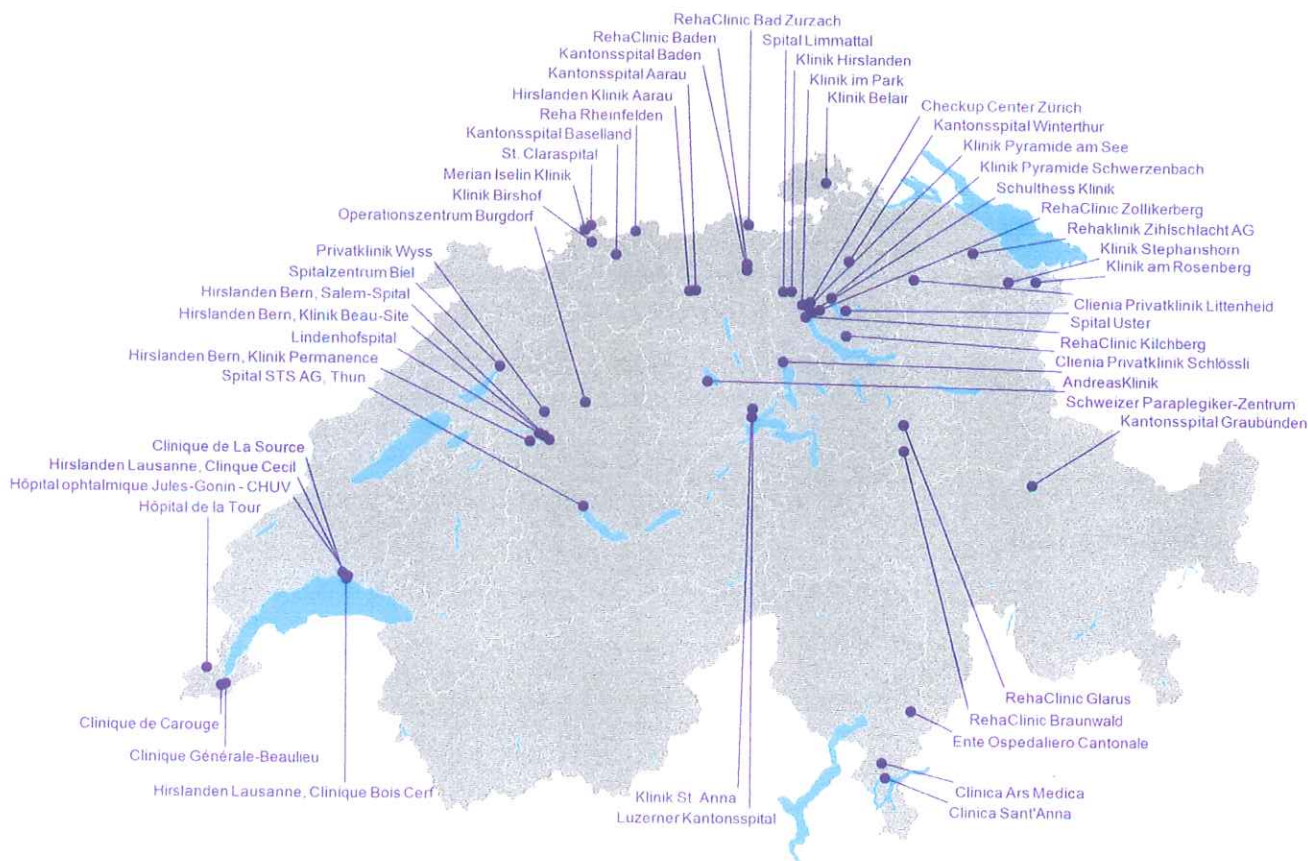 RehaClinic Bad Zurzach
RehaClinic Baden
Spital Limmattal
Kantonsspital Baden
Klinik Hirslanden
Kantonsspital Aarau
Klinik im Park
Hirslanden Klinik Aarau
Klinik Belair
Reha Rheinfelden
Checkup Center Zürich
Kantonsspital Baselland
Kantonsspital Winterthur
St. Claraspital
Klinik Pyramide am See
Merian Iselin Klinik
Klinik Pyramide Schwerzenbach
Klinik Birshof
Schulthess Klinik
Operationszentrum Burgdorf
RehaClinic Zollikerberg
Rehaklinik Zihlschlacht AG
Privatklinik Wyss
Klinik Stephanshorn
Spitalzentrum Biel
Klinik am Rosenberg
Hirslanden Bern, Salem-Spital
Clienia Privatklinik Littenheid
Hirslanden Bern, Klinik Beau-Site
Spital Uster
Lindenhofspital
RehaClinic Kilchberg
Hirslanden Bern, Klinik Permanence
Clienia Privatklinik Schlössli
Spital STS AG, Thun
AndreasKlinik
Schweizer Paraplegiker-Zentrum
Kantonsspital Graubünden
Clinique de La Source
Hirslanden Lausanne, Clinque Cecil
Hôpital ophtalmique Jules-Gonin - CHUV
Hôpital de la Tour
RehaClinic Glarus
Clinique de Carouge
RehaClinic Braunwald
Ente Ospedaliero Cantonale
Clinique Générale-Beaulieu
Hirslanden Lausanne, Clinique Bois Cerf
Klinik St. Anna
Luzerner Kantonsspital
Clinica Ars Medica
Clinica Sant'Anna